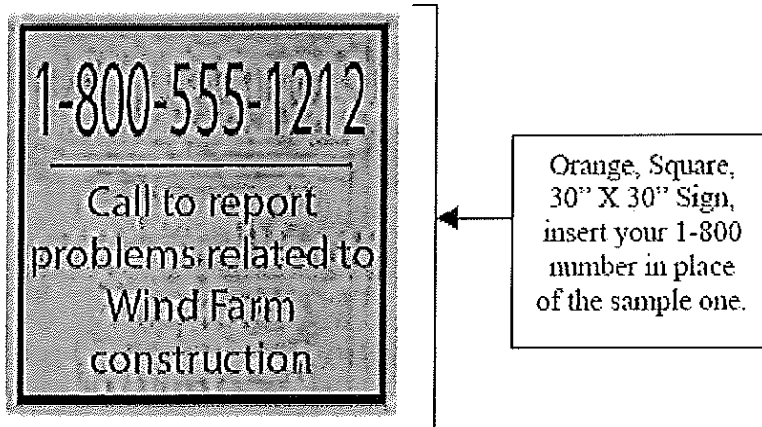 1-800-555-1212
Call to report
problems related to
Wind Farm
construction
Orange, Square,
30" X 30" Sign,
insert your 1-800
number in place
of the sample one.